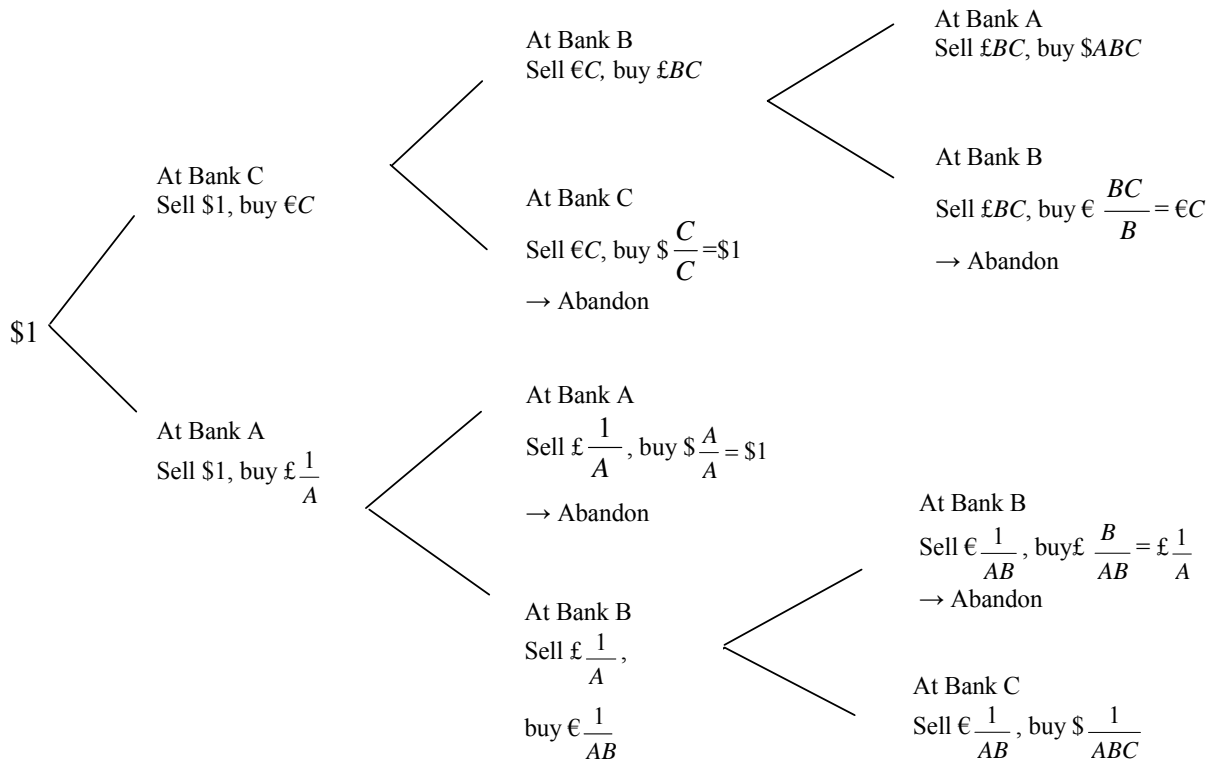 $1
At Bank C
Sell $1, buy €C
At Bank A
Sell $1, buy £ 1/A
At Bank B
Sell €C, buy £BC
At Bank C
Sell €C, buy $ C/C =$1
→ Abandon
At Bank A
Sell £ 1/A , buy $ A/A = $1
→ Abandon
At Bank B
Sell £ 1/A ,
buy € 1/AB
At Bank A
Sell £BC, buy $ABC
At Bank B
Sell £BC, buy € BC/B = €C
→ Abandon
At Bank B
Sell € 1/AB , buy£ B/AB = £ 1/A
→ Abandon
At Bank C
Sell € 1/AB , buy $ 1/ABC